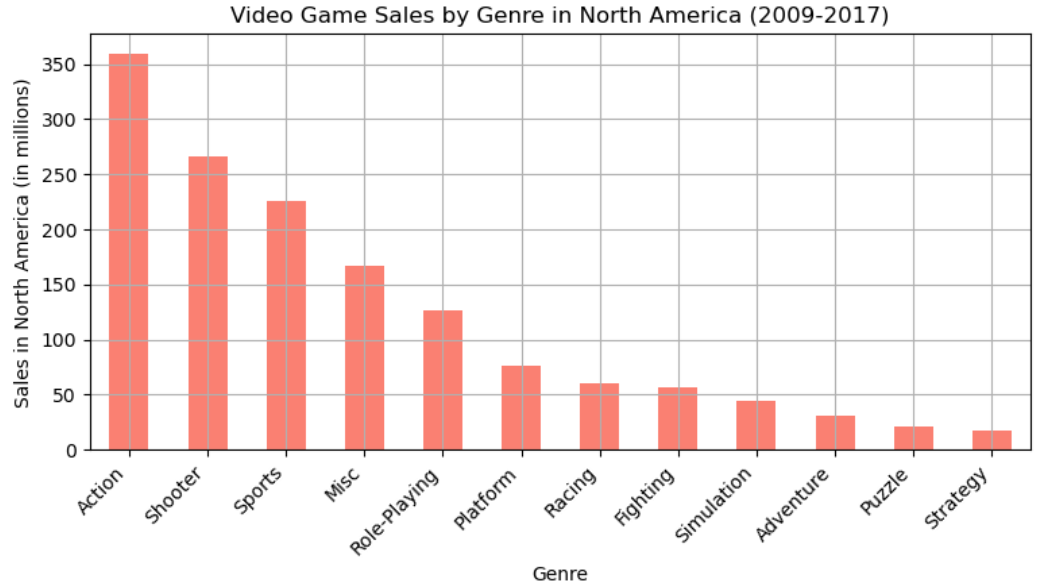 Video Game Sales by Genre in North America (2009-2017)
Sales in North America (in millions)
350
300
250
200
150
100
50
0
Action
Shooter
Sports
Misc
Role-Playing
Platform
Racing
Fighting
Simulation
Adventure
Puzzle
Strategy
Genre